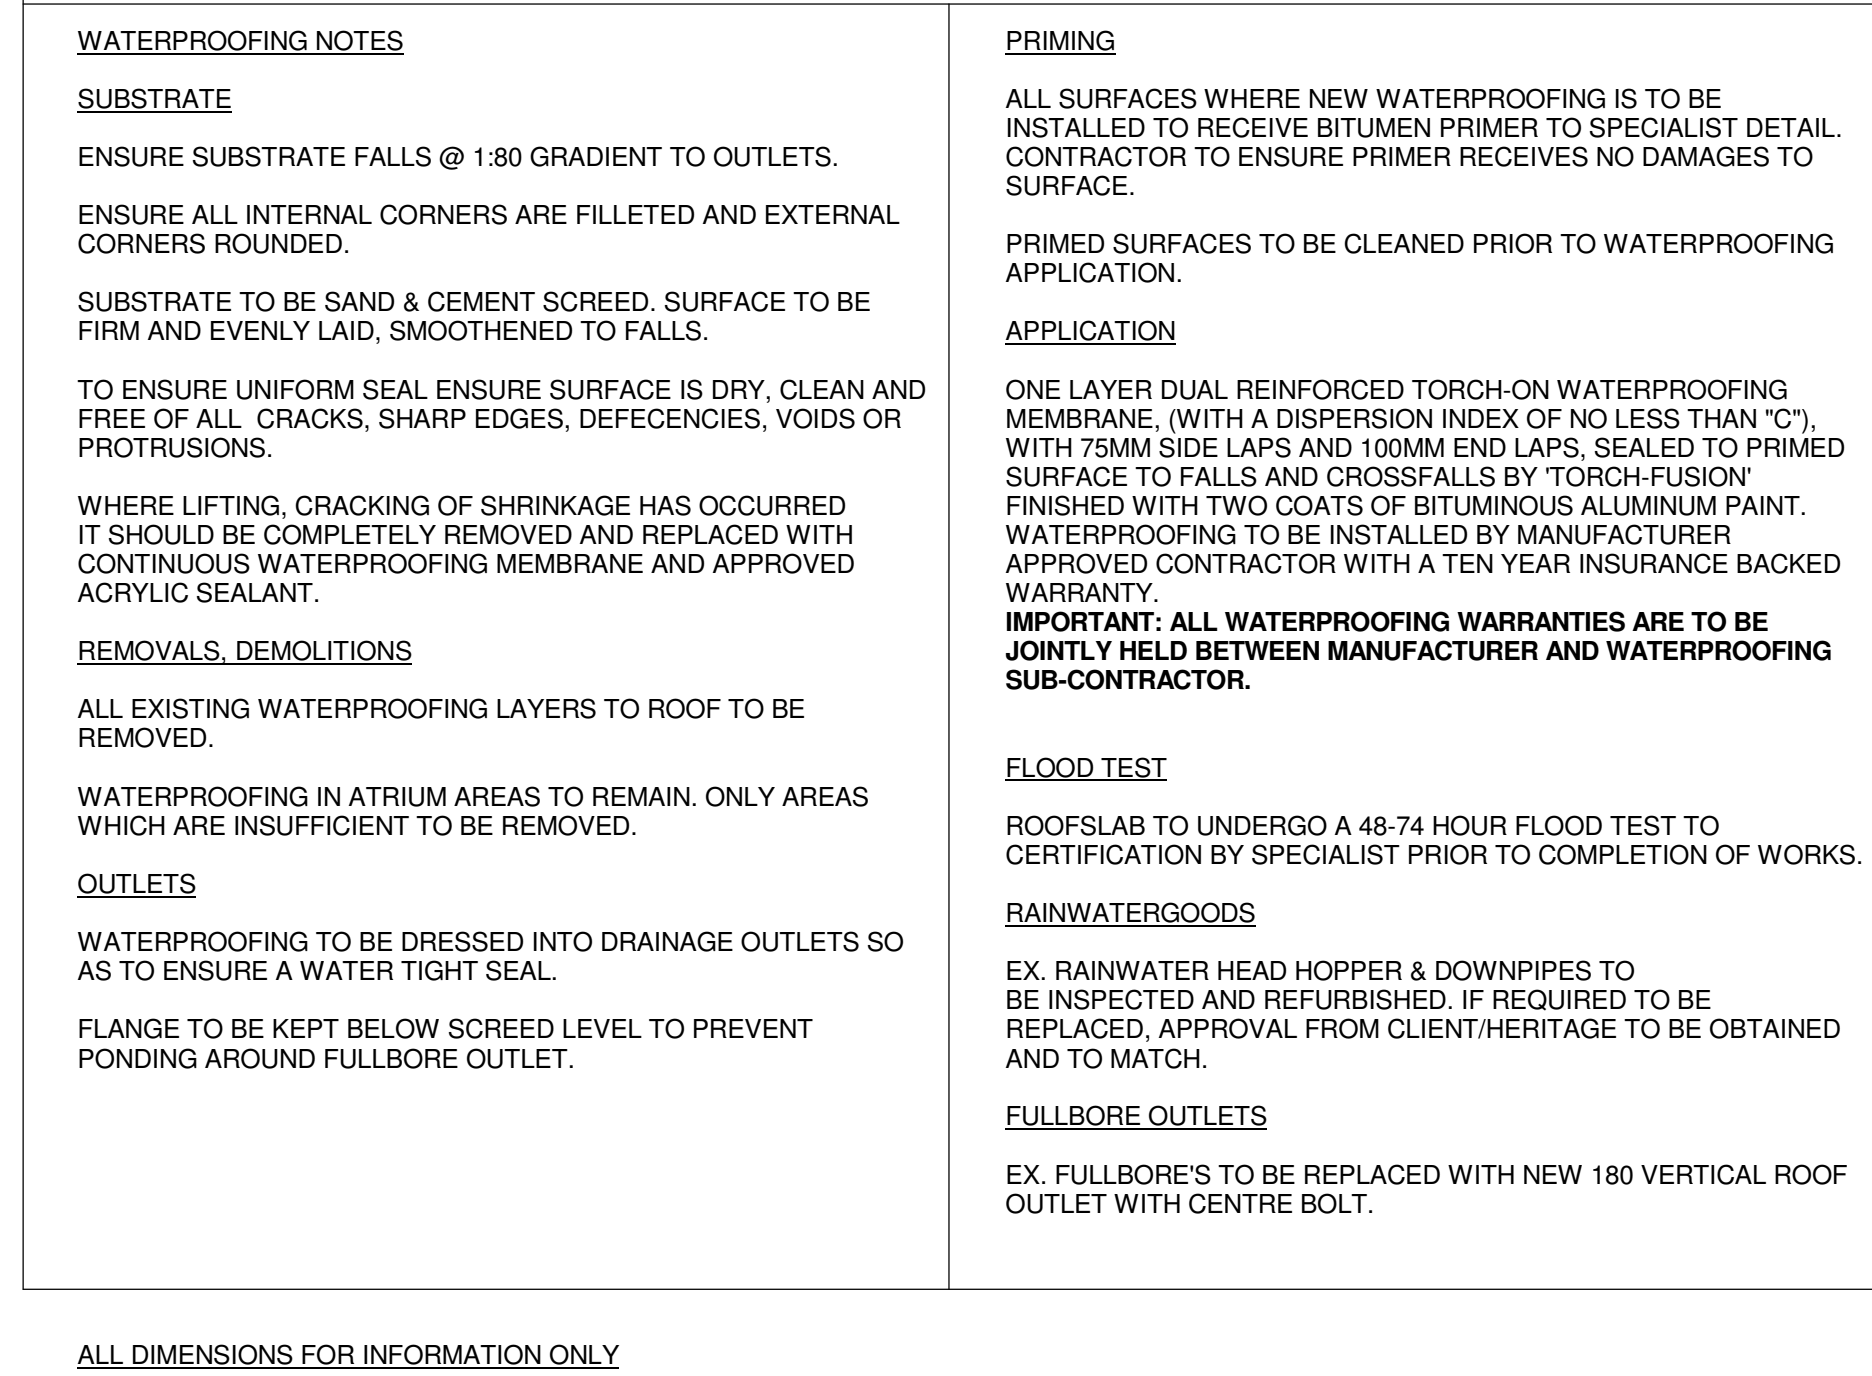 WATERPROOFING NOTES
SUBSTRATE
ENSURE SUBSTRATE FALLS @ 1:80 GRADIENT TO OUTLETS.
ENSURE ALL INTERNAL CORNERS ARE FILLETED AND EXTERNAL
CORNERS ROUNDED.
SUBSTRATE TO BE SAND & CEMENT SCREED. SURFACE TO BE
FIRM AND EVENLY LAID, SMOOTHENED TO FALLS.
TO ENSURE UNIFORM SEAL ENSURE SURFACE IS DRY, CLEAN AND
FREE OF ALL  CRACKS, SHARP EDGES, DEFECENCIES, VOIDS OR
PROTRUSIONS.
WHERE LIFTING, CRACKING OF SHRINKAGE HAS OCCURRED
IT SHOULD BE COMPLETELY REMOVED AND REPLACED WITH
CONTINUOUS WATERPROOFING MEMBRANE AND APPROVED
ACRYLIC SEALANT.
REMOVALS, DEMOLITIONS
ALL EXISTING WATERPROOFING LAYERS TO ROOF TO BE
REMOVED.
WATERPROOFING IN ATRIUM AREAS TO REMAIN. ONLY AREAS
WHICH ARE INSUFFICIENT TO BE REMOVED.
OUTLETS
WATERPROOFING TO BE DRESSED INTO DRAINAGE OUTLETS SO
AS TO ENSURE A WATER TIGHT SEAL.
FLANGE TO BE KEPT BELOW SCREED LEVEL TO PREVENT
PONDING AROUND FULLBORE OUTLET.
PRIMING
ALL SURFACES WHERE NEW WATERPROOFING IS TO BE
INSTALLED TO RECEIVE BITUMEN PRIMER TO SPECIALIST DETAIL.
CONTRACTOR TO ENSURE PRIMER RECEIVES NO DAMAGES TO
SURFACE.
PRIMED SURFACES TO BE CLEANED PRIOR TO WATERPROOFING
APPLICATION.
APPLICATION
ONE LAYER DUAL REINFORCED TORCH-ON WATERPROOFING
MEMBRANE, (WITH A DISPERSION INDEX OF NO LESS THAN "C"),
WITH 75MM SIDE LAPS AND 100MM END LAPS, SEALED TO PRIMED
SURFACE TO FALLS AND CROSSFALLS BY 'TORCH-FUSION'
FINISHED WITH TWO COATS OF BITUMINOUS ALUMINUM PAINT.
WATERPROOFING TO BE INSTALLED BY MANUFACTURER
APPROVED CONTRACTOR WITH A TEN YEAR INSURANCE BACKED
WARRANTY.
IMPORTANT: ALL WATERPROOFING WARRANTIES ARE TO BE
JOINTLY HELD BETWEEN MANUFACTURER AND WATERPROOFING
SUB-CONTRACTOR.
FLOOD TEST
ROOFSLAB TO UNDERGO A 48-74 HOUR FLOOD TEST TO
CERTIFICATION BY SPECIALIST PRIOR TO COMPLETION OF WORKS.
RAINWATERGOODS
EX. RAINWATER HEAD HOPPER & DOWNPIPES TO
BE INSPECTED AND REFURBISHED. IF REQUIRED TO BE
REPLACED, APPROVAL FROM CLIENT/HERITAGE TO BE OBTAINED
AND TO MATCH.
FULLBORE OUTLETS
EX. FULLBORE'S TO BE REPLACED WITH NEW 180 VERTICAL ROOF
OUTLET WITH CENTRE BOLT.
ALL DIMENSIONS FOR INFORMATION ONLY